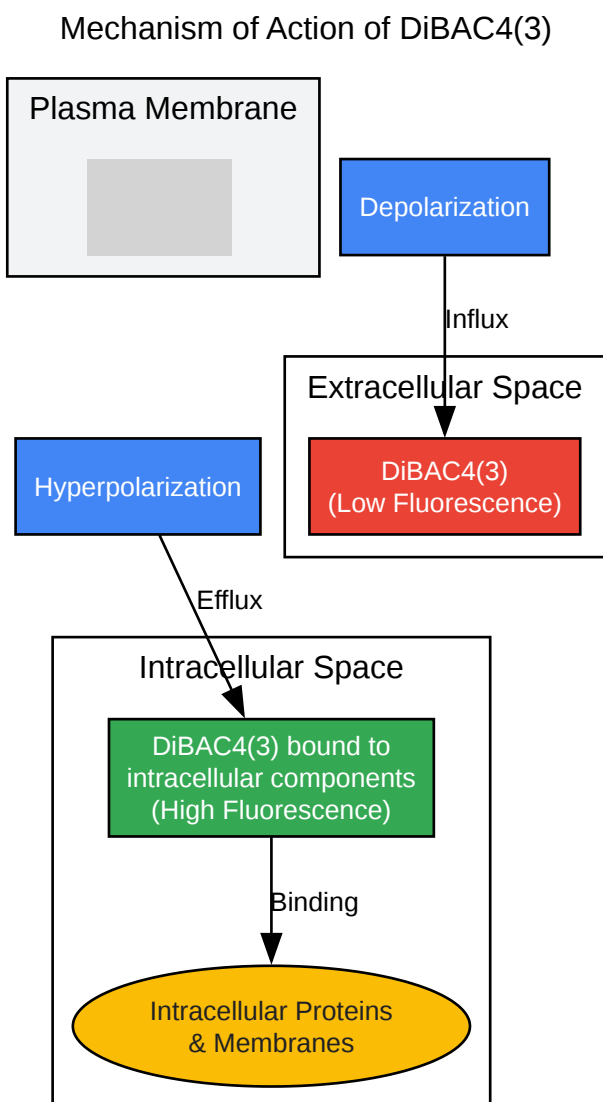 Mechanism of Action of DiBAC4(3)
Plasma Membrane
Depolarization
Influx
Extracellular Space
DiBAC4(3)
(Low Fluorescence)
Hyperpolarization
Efflux
Intracellular Space
DiBAC4(3) bound to
intracellular components
(High Fluorescence)
Binding
Intracellular Proteins
& Membranes